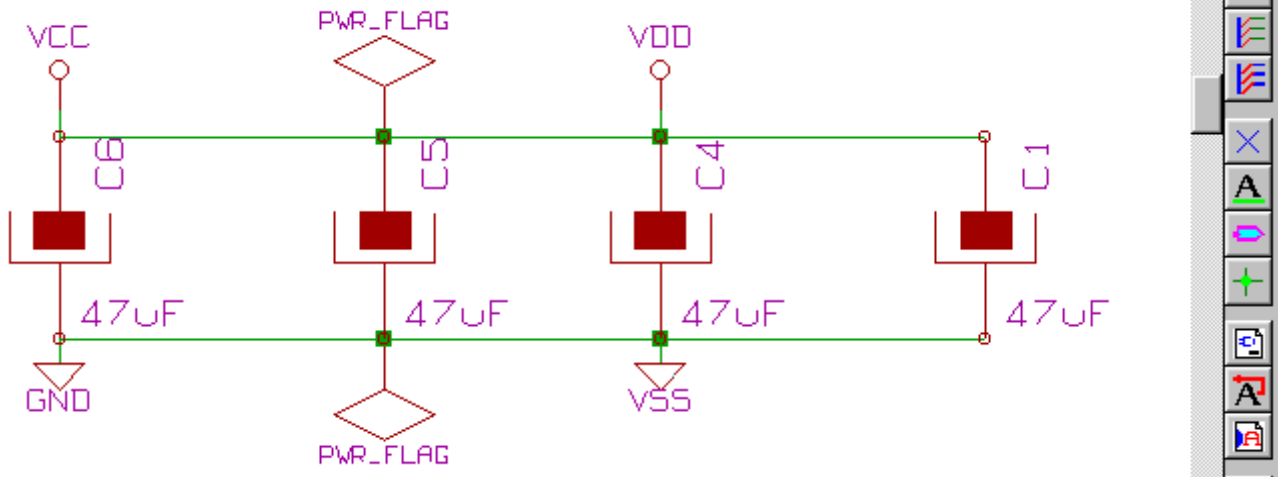 PWR_FLAG
VCC
VDD
C6
C5
C4
C1
47uF
47uF
47uF
47uF
GND
VSS
PWR_FLAG
A
A
A